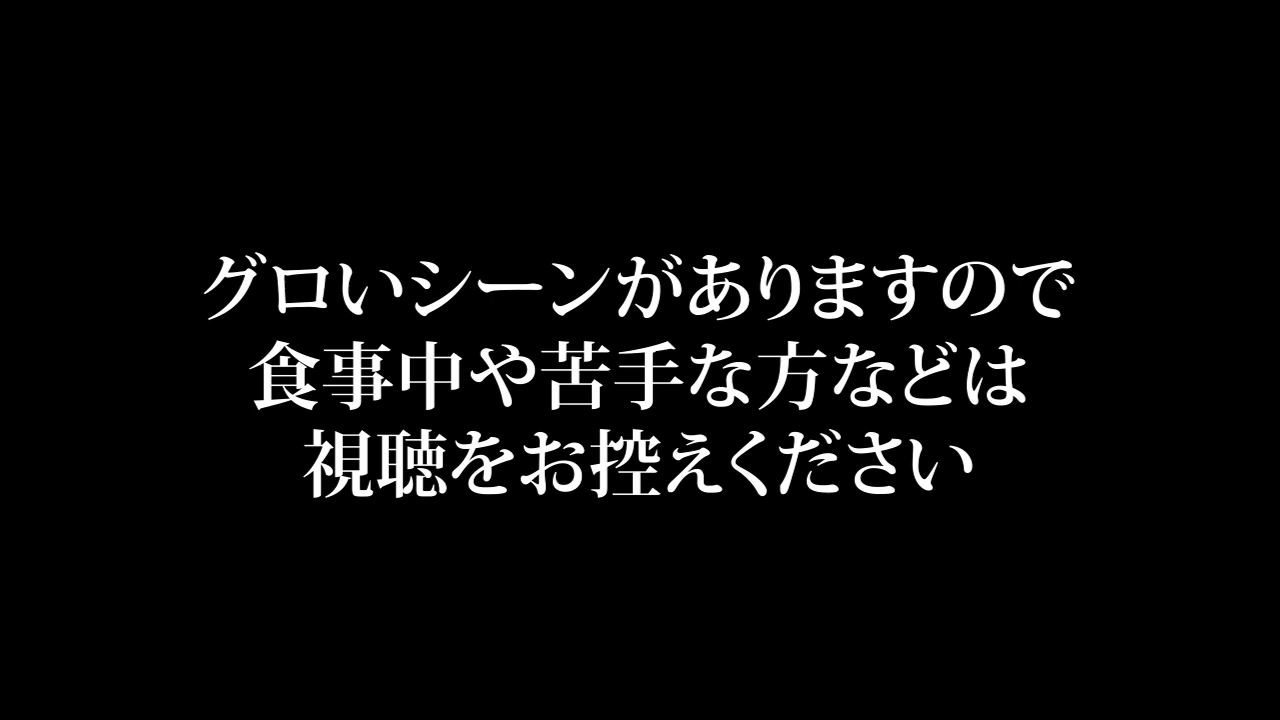 グロいシーンがありますので
食事中や苦手な方などは
視聴をお控えください